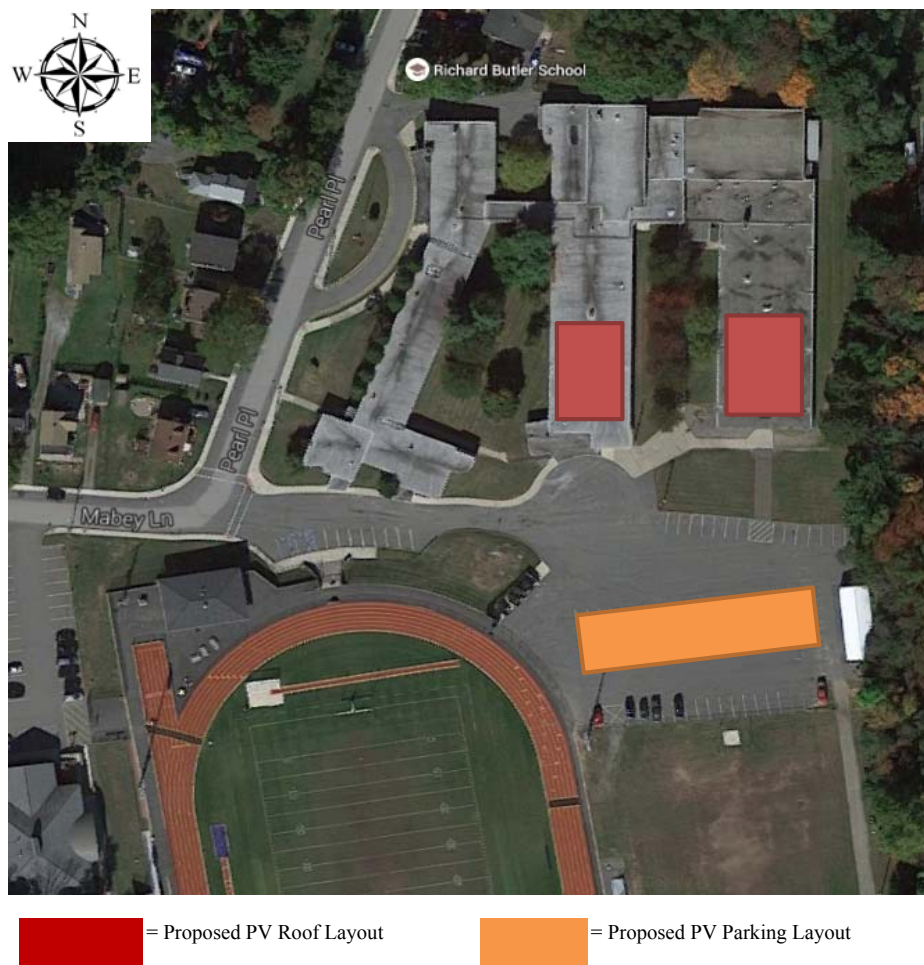 N
W E
S
Richard Butler School
Pearl Pl
Pearl Pl
Mabey Ln
= Proposed PV Roof Layout
= Proposed PV Parking Layout